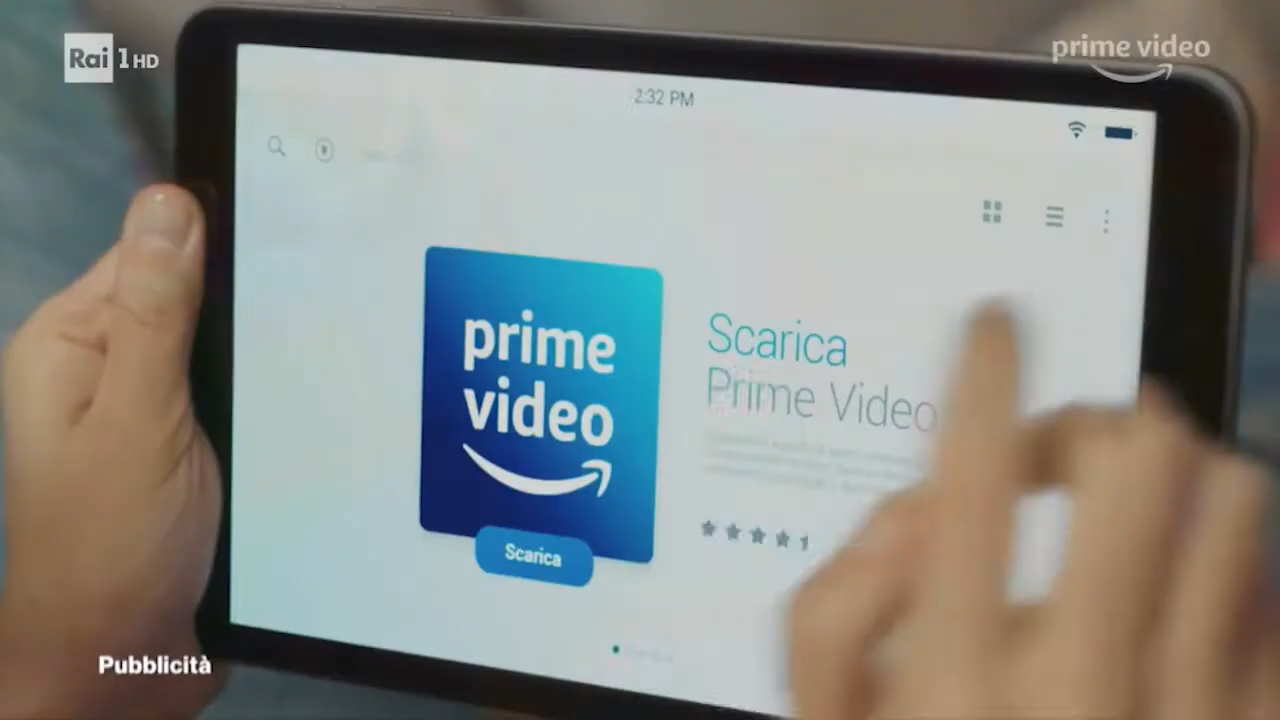 Rai 1 HD
prime video
2:32 PM
prime
video
Scarica
Prime Video
Scarica
Pubblicità